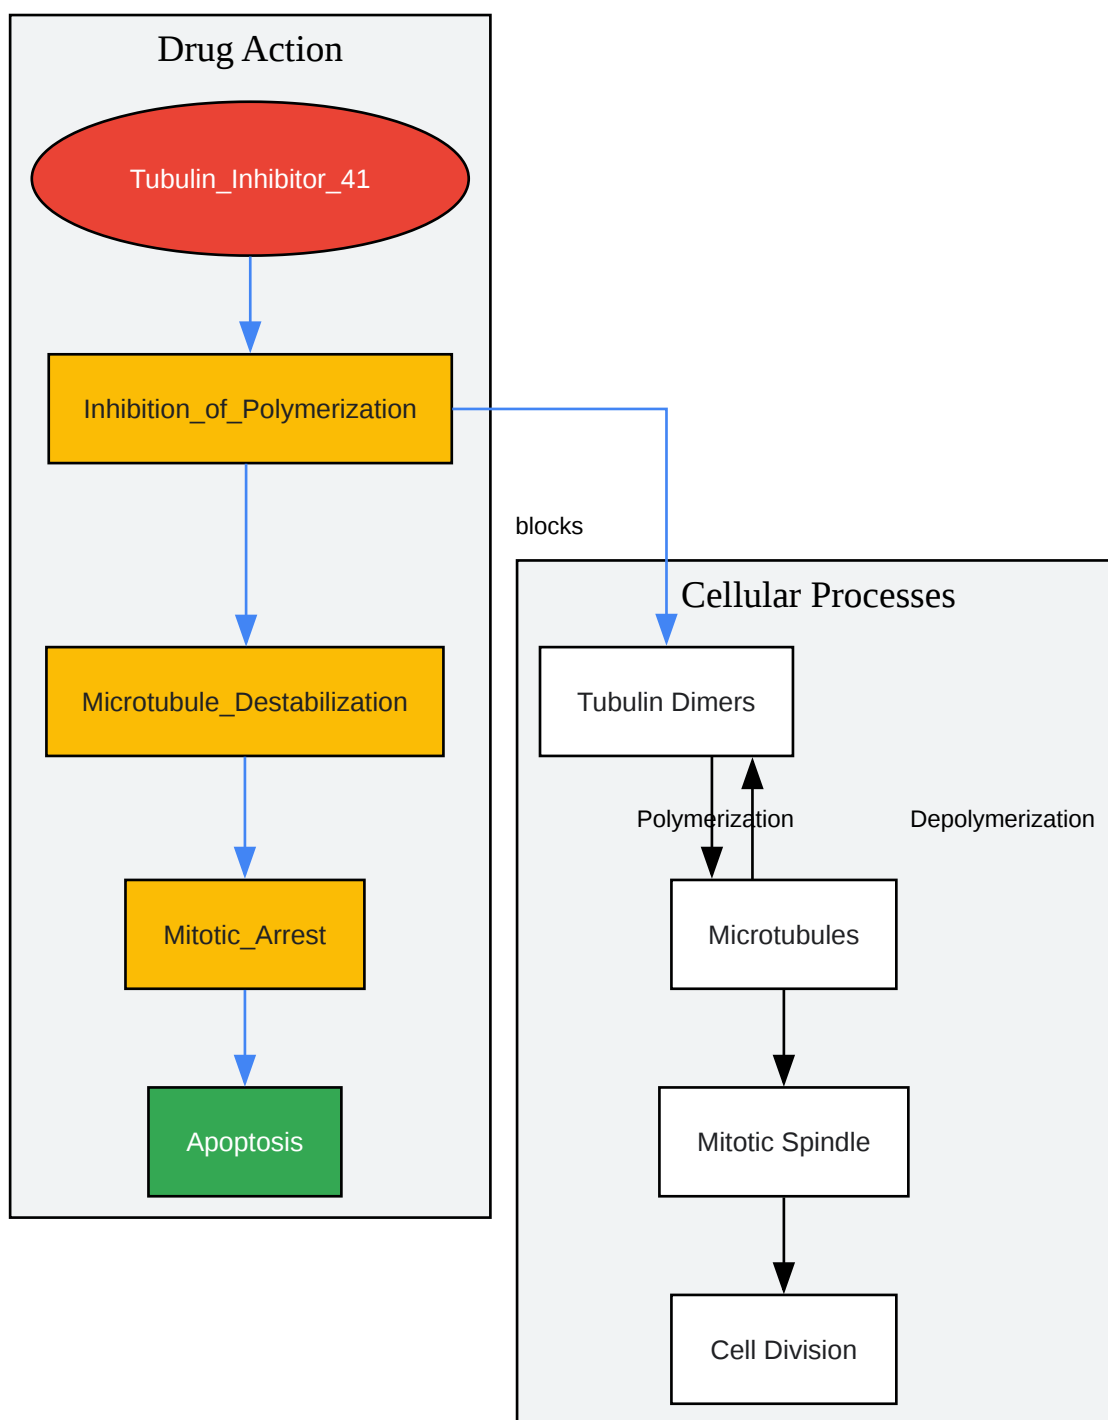 Drug Action
Tubulin_Inhibitor_41
Inhibition_of_Polymerization
blocks
Microtubule_Destabilization
Mitotic_Arrest
Apoptosis
Cellular Processes
Tubulin Dimers
Polymerization
Depolymerization
Microtubules
Mitotic Spindle
Cell Division